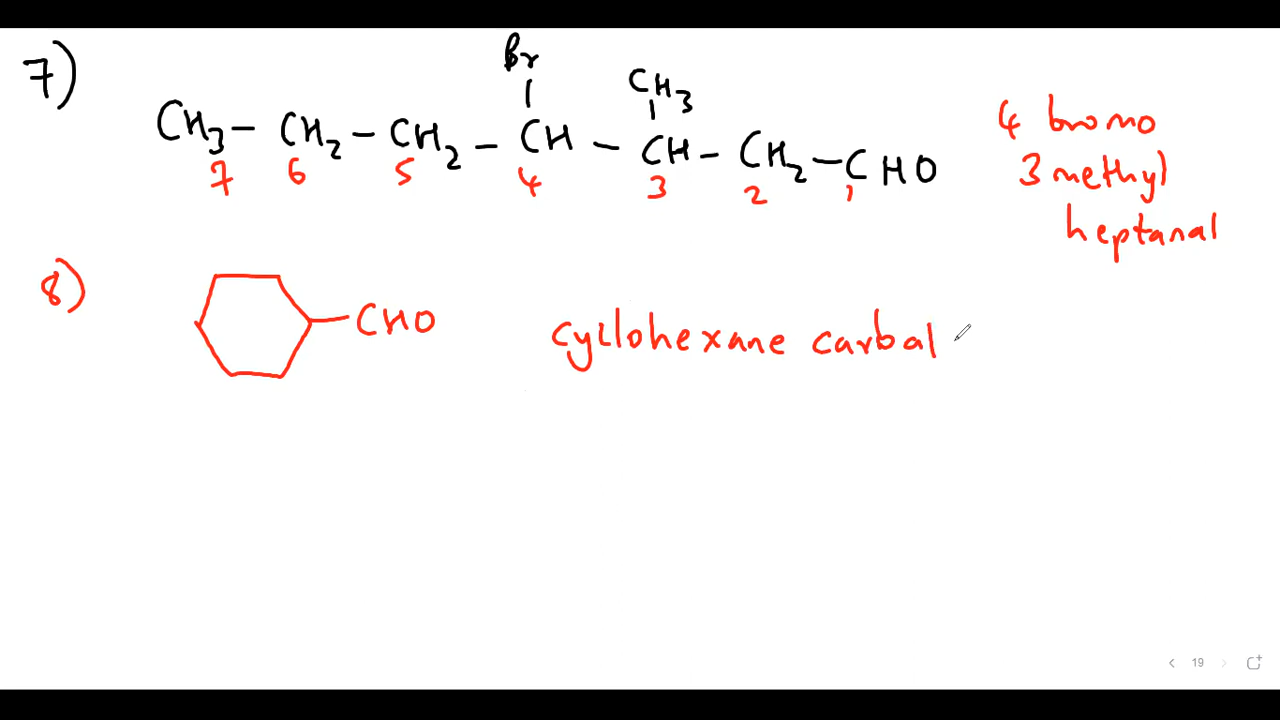 7)
Br
CH3
CH3 - CH2 - CH2 - CH - CH - CH2 - CHO
7 6 5 4 3 2 1
4 bromo
3 methyl
heptanal
8)
CHO
cyclohexane carbal
19